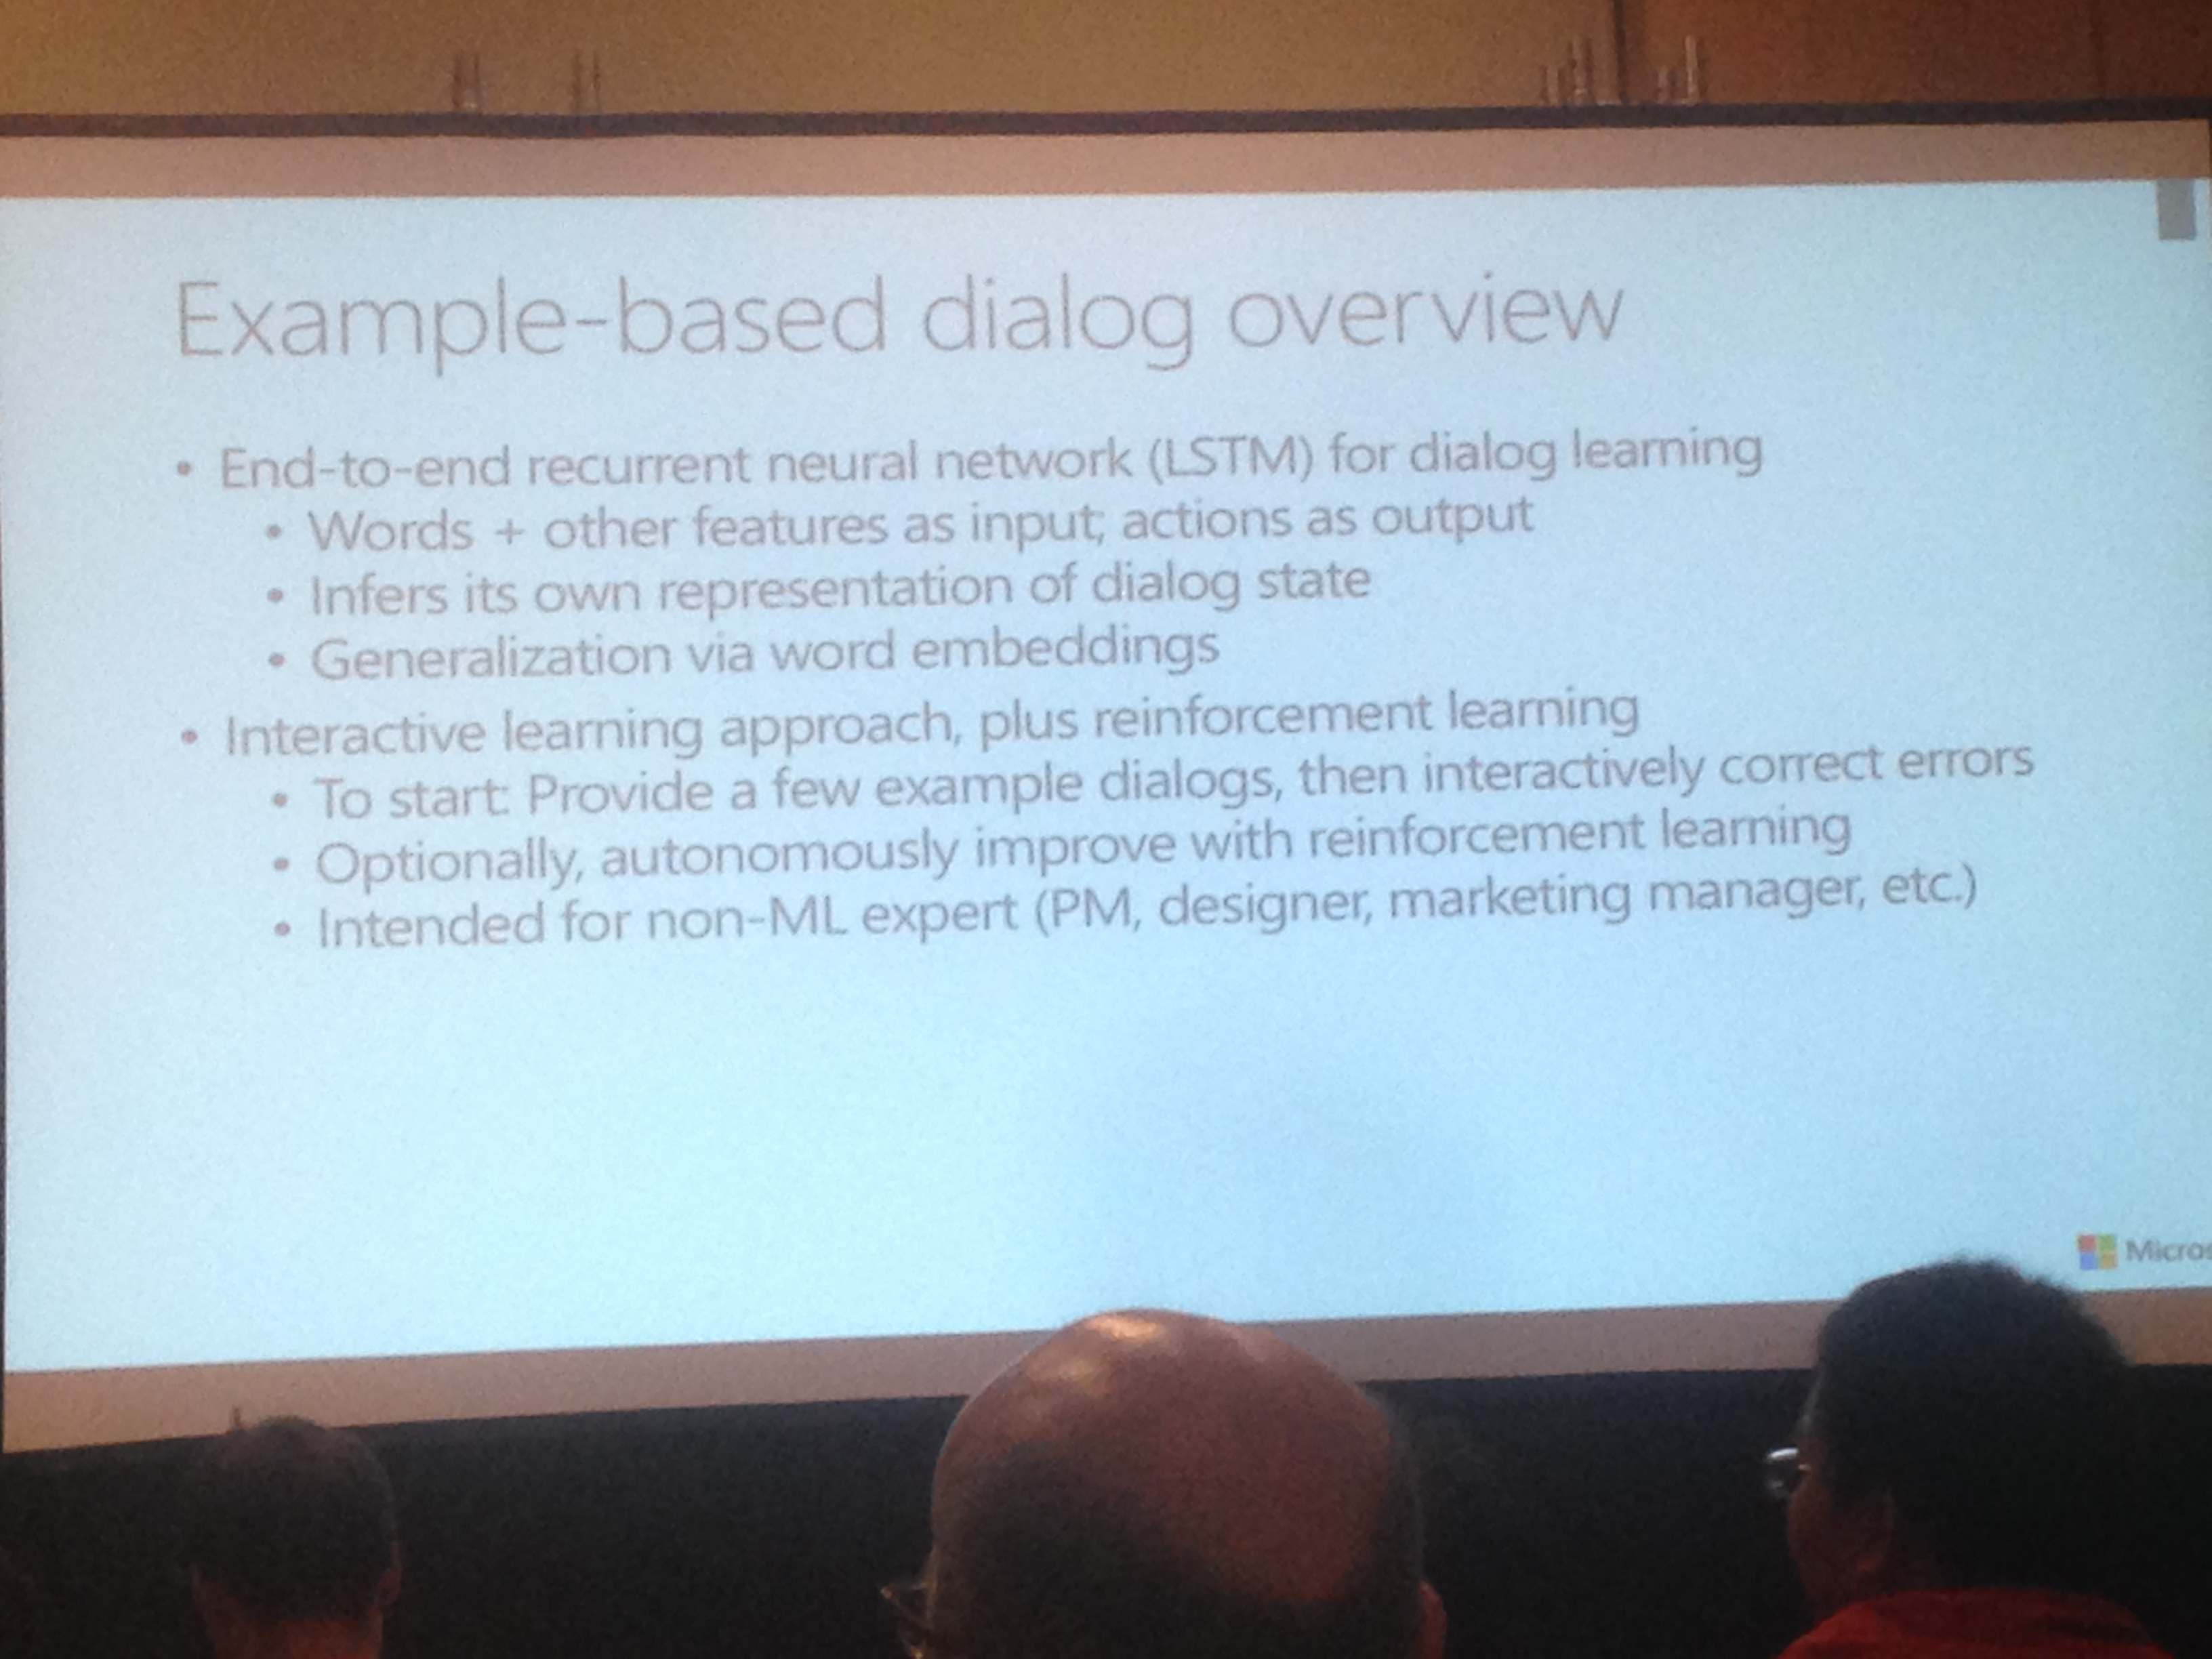 Example-based dialog overview
• End-to-end recurrent neural network (LSTM) for dialog learning
• Words + other features as input; actions as output
• Infers its own representation of dialog state
• Generalization via word embeddings
• Interactive learning approach, plus reinforcement learning
• To start: Provide a few example dialogs, then interactively correct errors
• Optionally, autonomously improve with reinforcement learning
• Intended for non-ML expert (PM, designer, marketing manager, etc.)
Micros